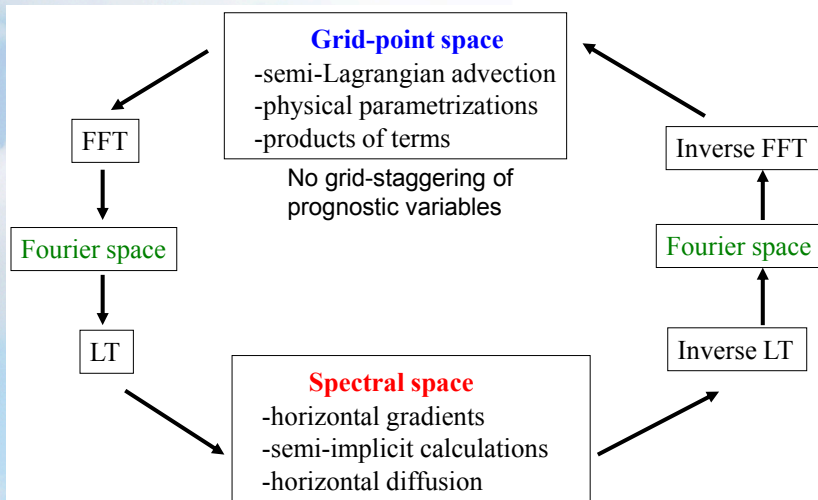 Grid-point space
-semi-Lagrangian advection
-physical parametrizations
-products of terms
No grid-staggering of
prognostic variables
FFT
Fourier space
LT
Spectral space
-horizontal gradients
-semi-implicit calculations
-horizontal diffusion
Inverse LT
Fourier space
Inverse FFT